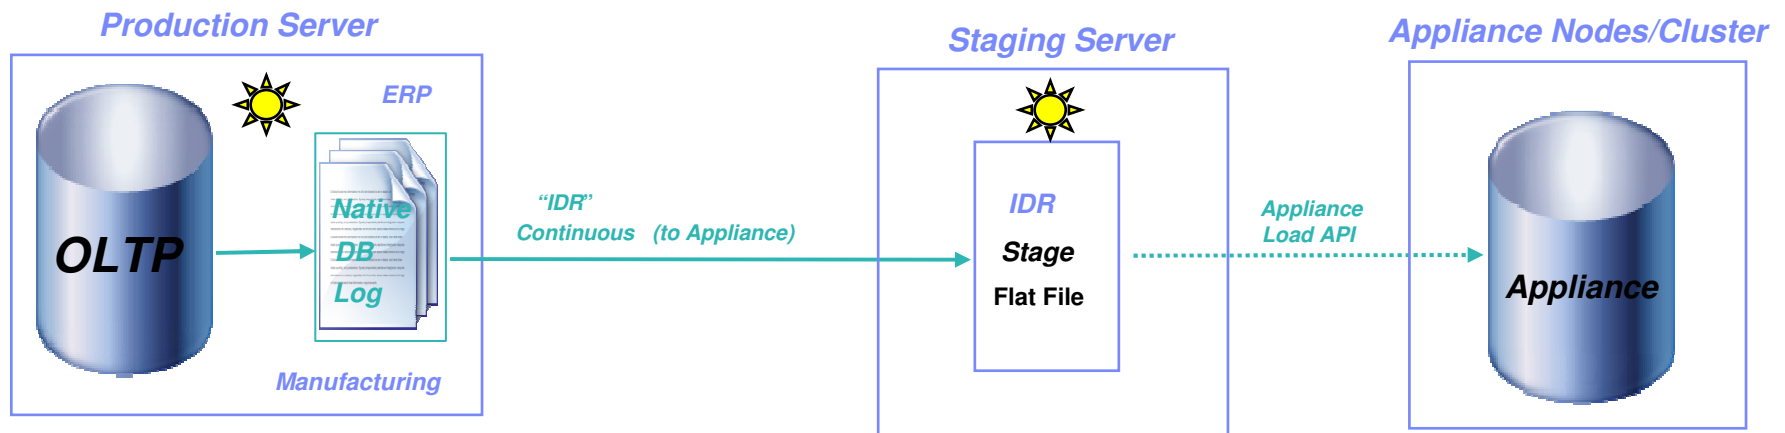 Production Server
Staging Server
Appliance Nodes/Cluster
ERP
OLTP
Native
DB
Log
Manufacturing
“IDR”
Continuous (to Appliance)
IDR
Stage
Flat File
Appliance
Load API
Appliance